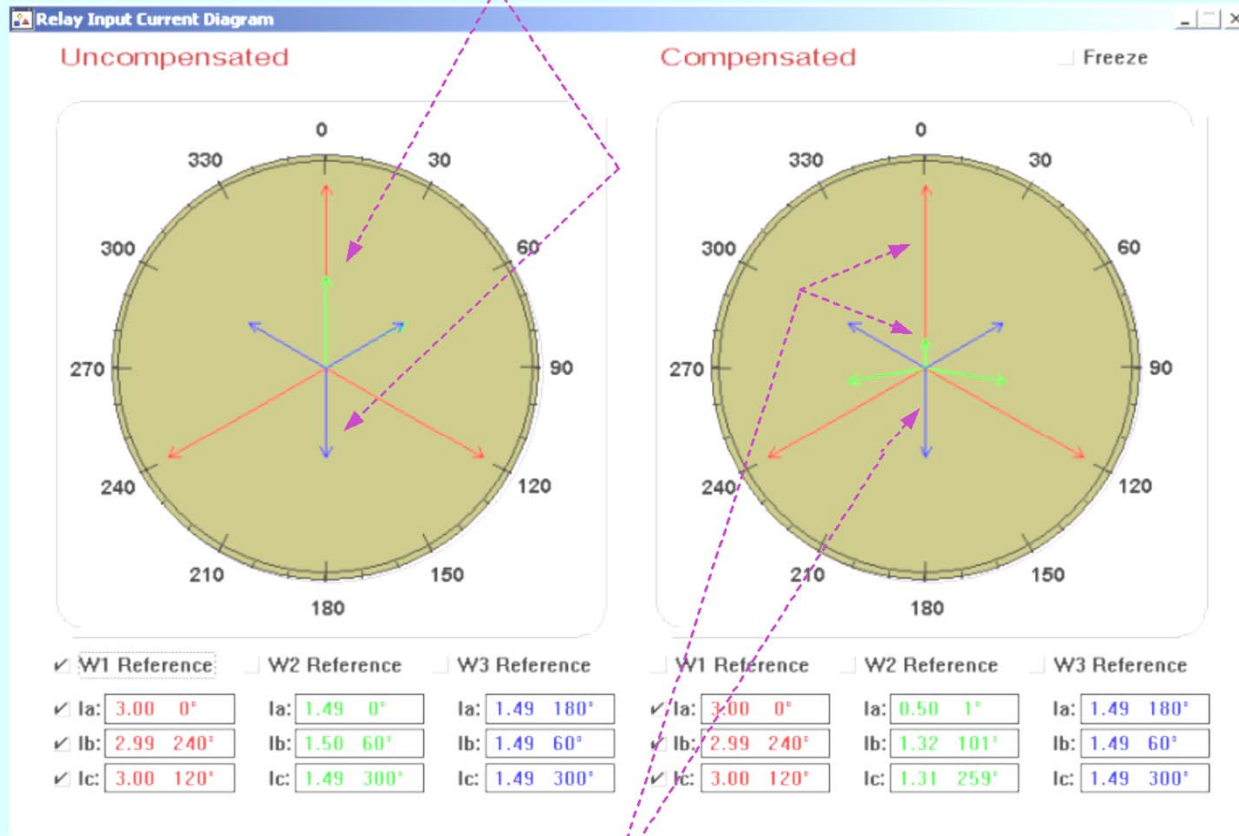 Relay Input Current Diagram
Uncompensated
Compensated
Freeze
0
30
60
90
120
150
180
210
240
270
300
330
0
30
60
90
120
150
180
210
240
270
300
330
W1 Reference W2 Reference W3 Reference
Ia: 3.00 0° Ia: 1.49 0° Ia: 1.49 180°
Ib: 2.99 240° Ib: 1.50 60° Ib: 1.49 60°
Ic: 3.00 120° Ic: 1.49 300° Ic: 1.49 300°
W1 Reference W2 Reference W3 Reference
Ia: 3.00 0° Ia: 0.50 1° Ia: 1.49 180°
Ib: 2.99 240° Ib: 1.32 101° Ib: 1.49 60°
Ic: 3.00 120° Ic: 1.31 259° Ic: 1.49 300°